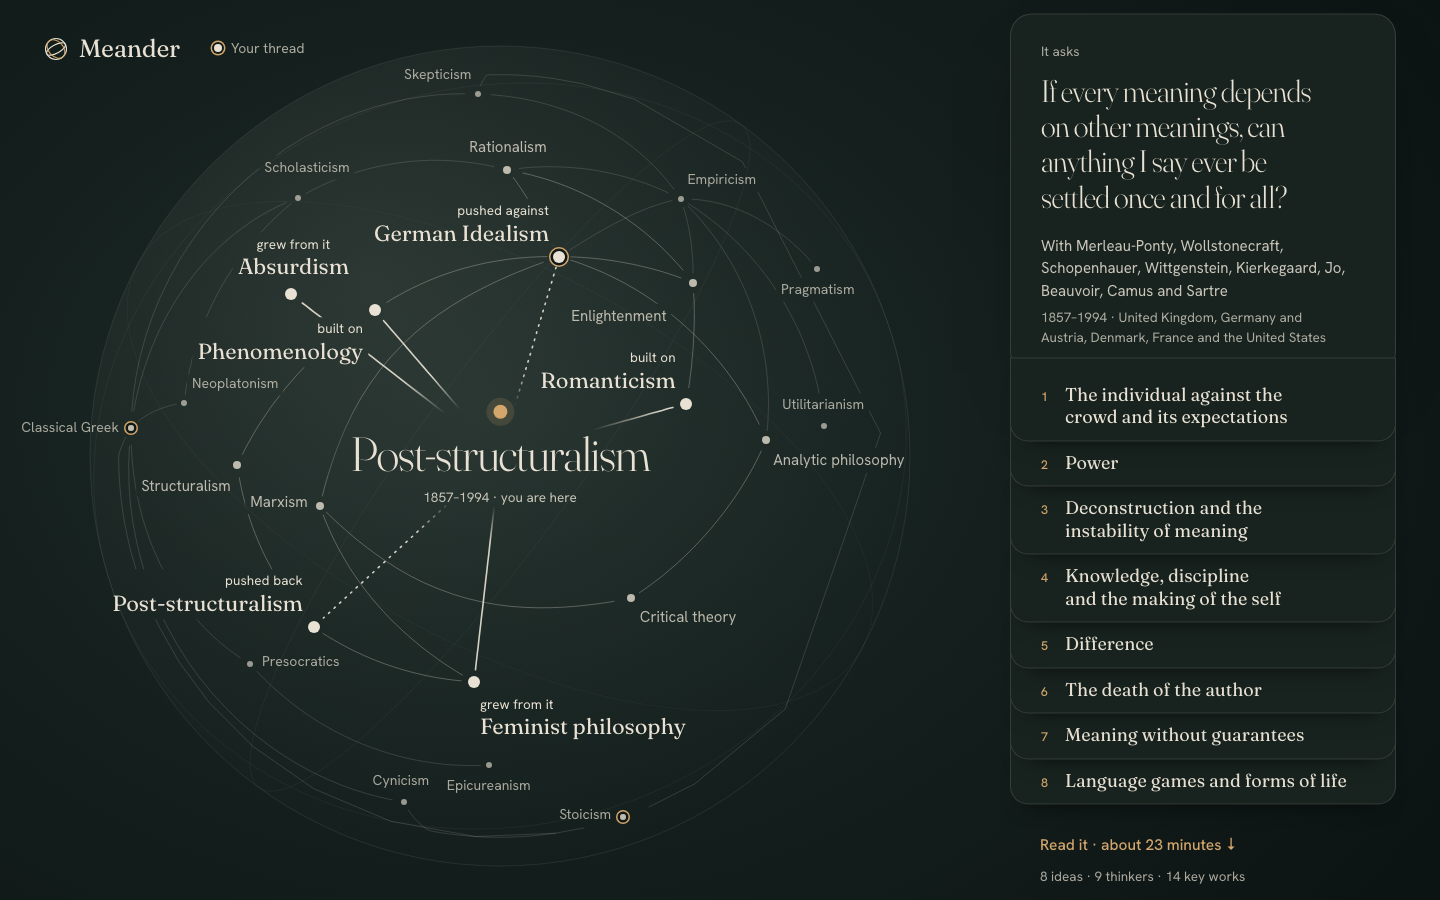 Meander
Your thread
Skepticism
Rationalism
Scholasticism
Empiricism
pushed against
German Idealism
grew from it
Absurdism
Pragmatism
Enlightenment
built on
Phenomenology
built on
Romanticism
Neoplatonism
Utilitarianism
Classical Greek
Post-structuralism
1857–1994 · you are here
Analytic philosophy
Structuralism
Marxism
pushed back
Post-structuralism
Critical theory
Presocratics
grew from it
Feminist philosophy
Cynicism
Epicureanism
Stoicism
It asks
If every meaning depends
on other meanings, can
anything I say ever be
settled once and for all?
With Merleau-Ponty, Wollstonecraft,
Schopenhauer, Wittgenstein, Kierkegaard, Jo,
Beauvoir, Camus and Sartre
1857–1994 · United Kingdom, Germany and
Austria, Denmark, France and the United States
1 The individual against the
crowd and its expectations
2 Power
3 Deconstruction and the
instability of meaning
4 Knowledge, discipline
and the making of the self
5 Difference
6 The death of the author
7 Meaning without guarantees
8 Language games and forms of life
Read it · about 23 minutes ↓
8 ideas · 9 thinkers · 14 key works